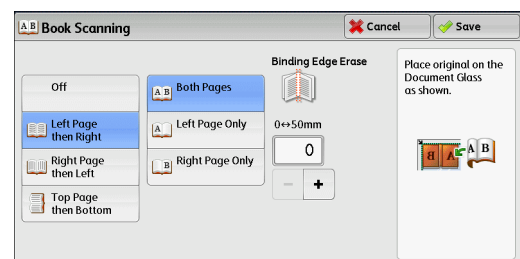 A B Book Scanning
Cancel
Save
Off
Left Page
then Right
Right Page
then Left
Top Page
then Bottom
A B Both Pages
A Left Page Only
B Right Page Only
Binding Edge Erase
0↔50mm
0
− +
Place original on the
Document Glass
as shown.
B A A B